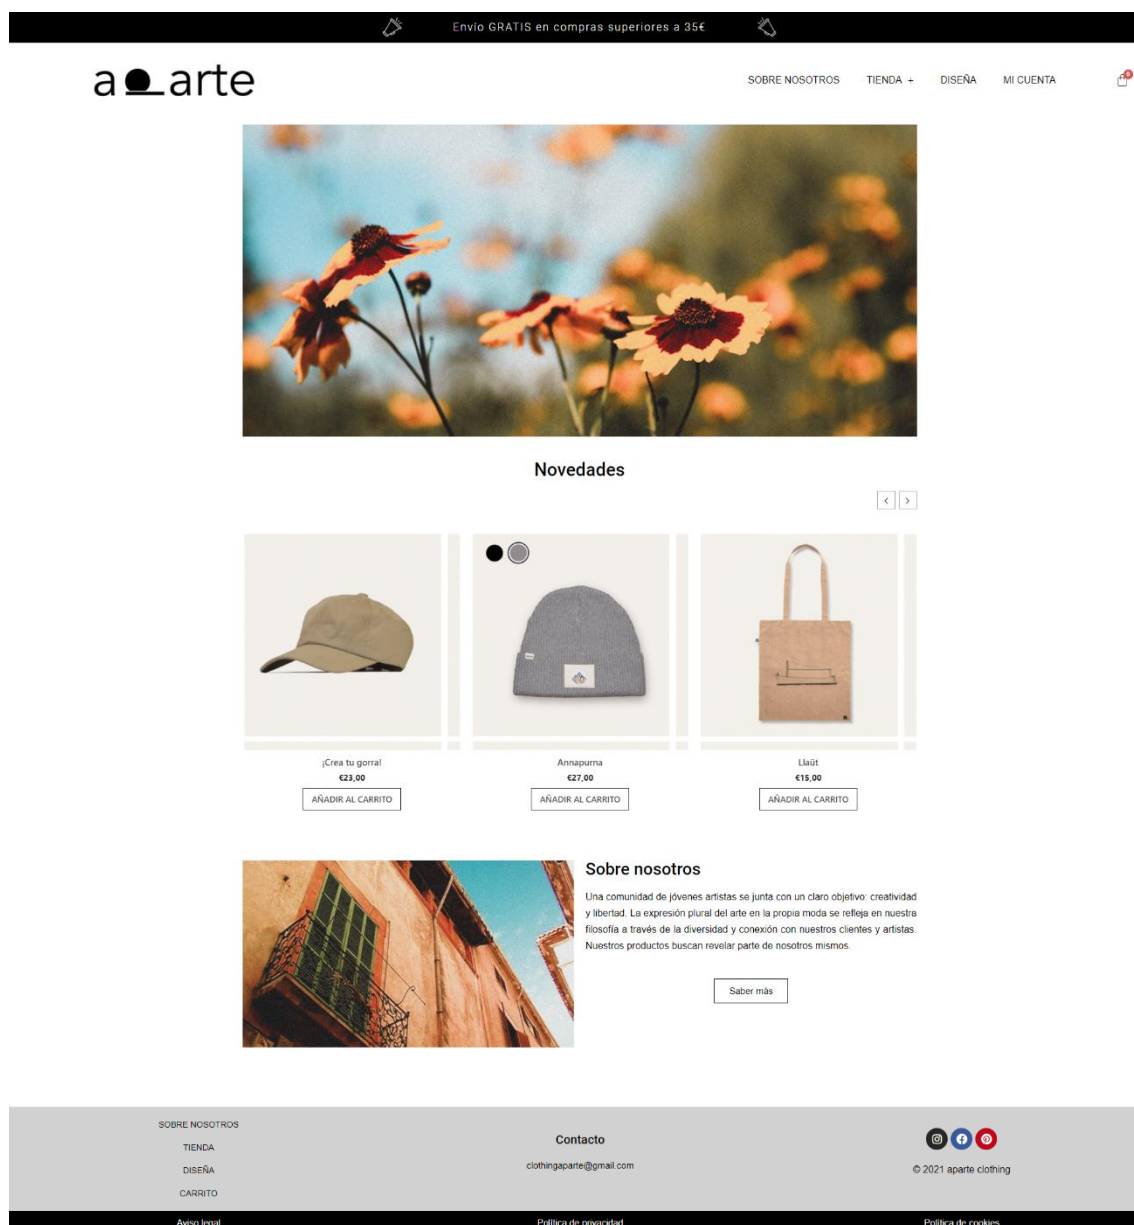 Envío GRATIS en compras superiores a 35€
a arte
SOBRE NOSOTROS TIENDA + DISEÑA MI CUENTA
Novedades
¡Crea tu gorra! Annapurna Llaüt
€23,00 €27,00 €15,00
AÑADIR AL CARRITO AÑADIR AL CARRITO AÑADIR AL CARRITO
Sobre nosotros
Una comunidad de jóvenes artistas se junta con un claro objetivo: creatividad
y libertad. La expresión plural del arte en la propia moda se refleja en nuestra
filosofía a través de la diversidad y conexión con nuestros clientes y artistas.
Nuestros productos buscan revelar parte de nosotros mismos.
Saber más
SOBRE NOSOTROS
TIENDA
DISEÑA
CARRITO
Contacto
clothingaparte@gmail.com
© 2021 aparte clothing
Aviso legal Política de privacidad Política de cookies